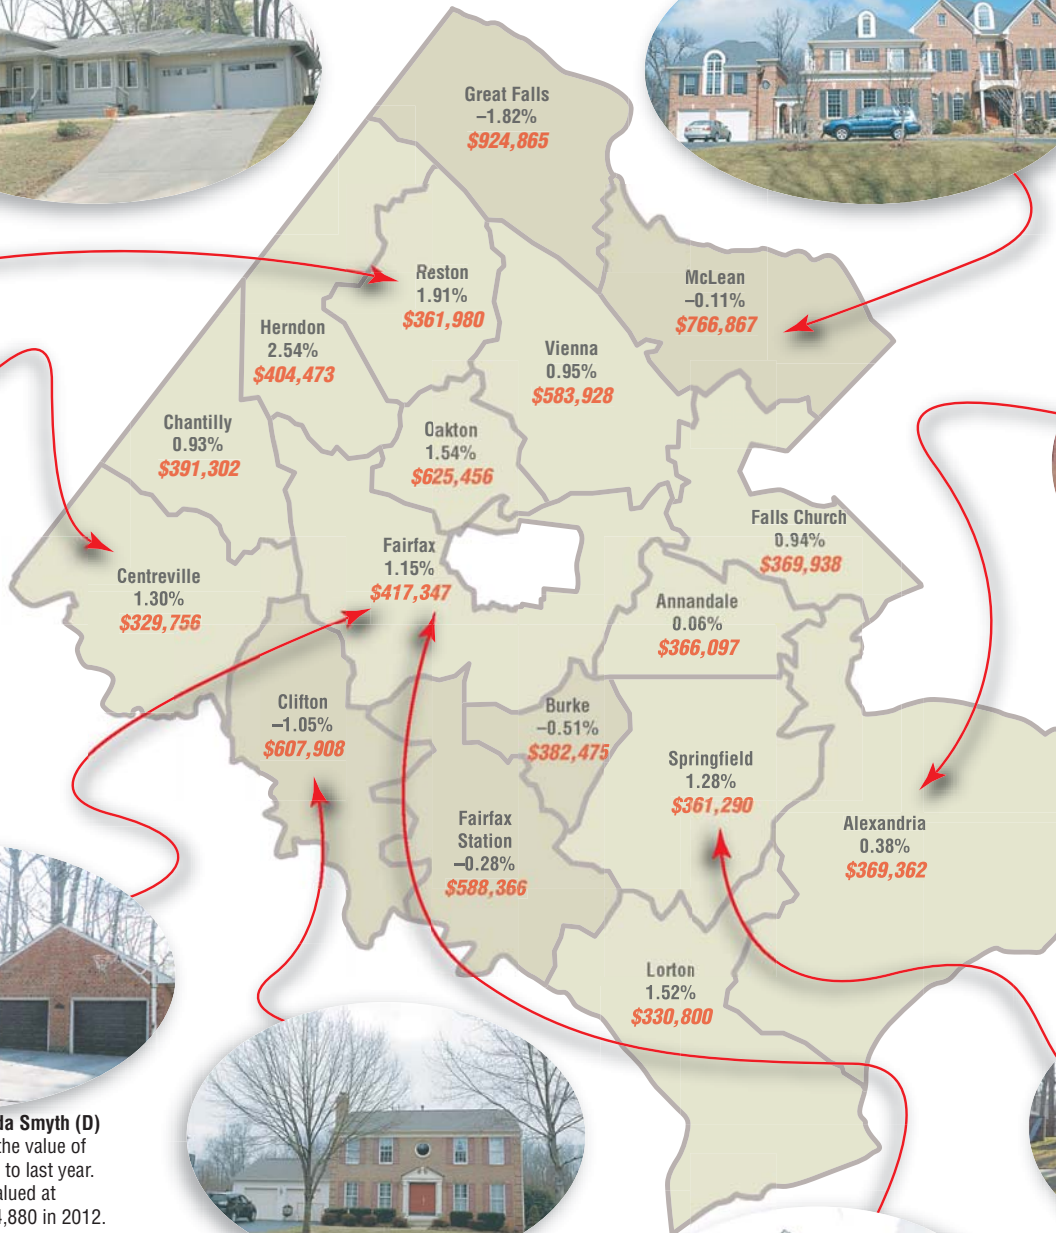 Great Falls
–1.82%
$924,865
McLean
–0.11%
$766,867
Reston
1.91%
$361,980
Herndon
2.54%
$404,473
Vienna
0.95%
$583,928
Chantilly
0.93%
$391,302
Oakton
1.54%
$625,456
Falls Church
0.94%
$369,938
Fairfax
1.15%
$417,347
Centreville
1.30%
$329,756
Annandale
0.06%
$366,097
Clifton
–1.05%
$607,908
Burke
–0.51%
$382,475
Springfield
1.28%
$361,290
Fairfax
Station
–0.28%
$588,366
Alexandria
0.38%
$369,362
Lorton
1.52%
$330,800
da Smyth (D)
the value of
to last year.
alued at
4,880 in 2012.